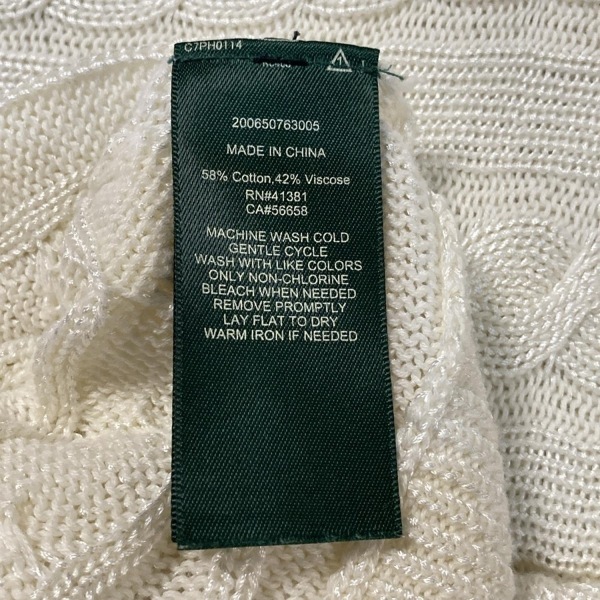 C7PH0114
200650763005
MADE IN CHINA
58% Cotton,42% Viscose
RN#41381
CA#56658
MACHINE WASH COLD
GENTLE CYCLE
WASH WITH LIKE COLORS
ONLY NON-CHLORINE
BLEACH WHEN NEEDED
REMOVE PROMPTLY
LAY FLAT TO DRY
WARM IRON IF NEEDED